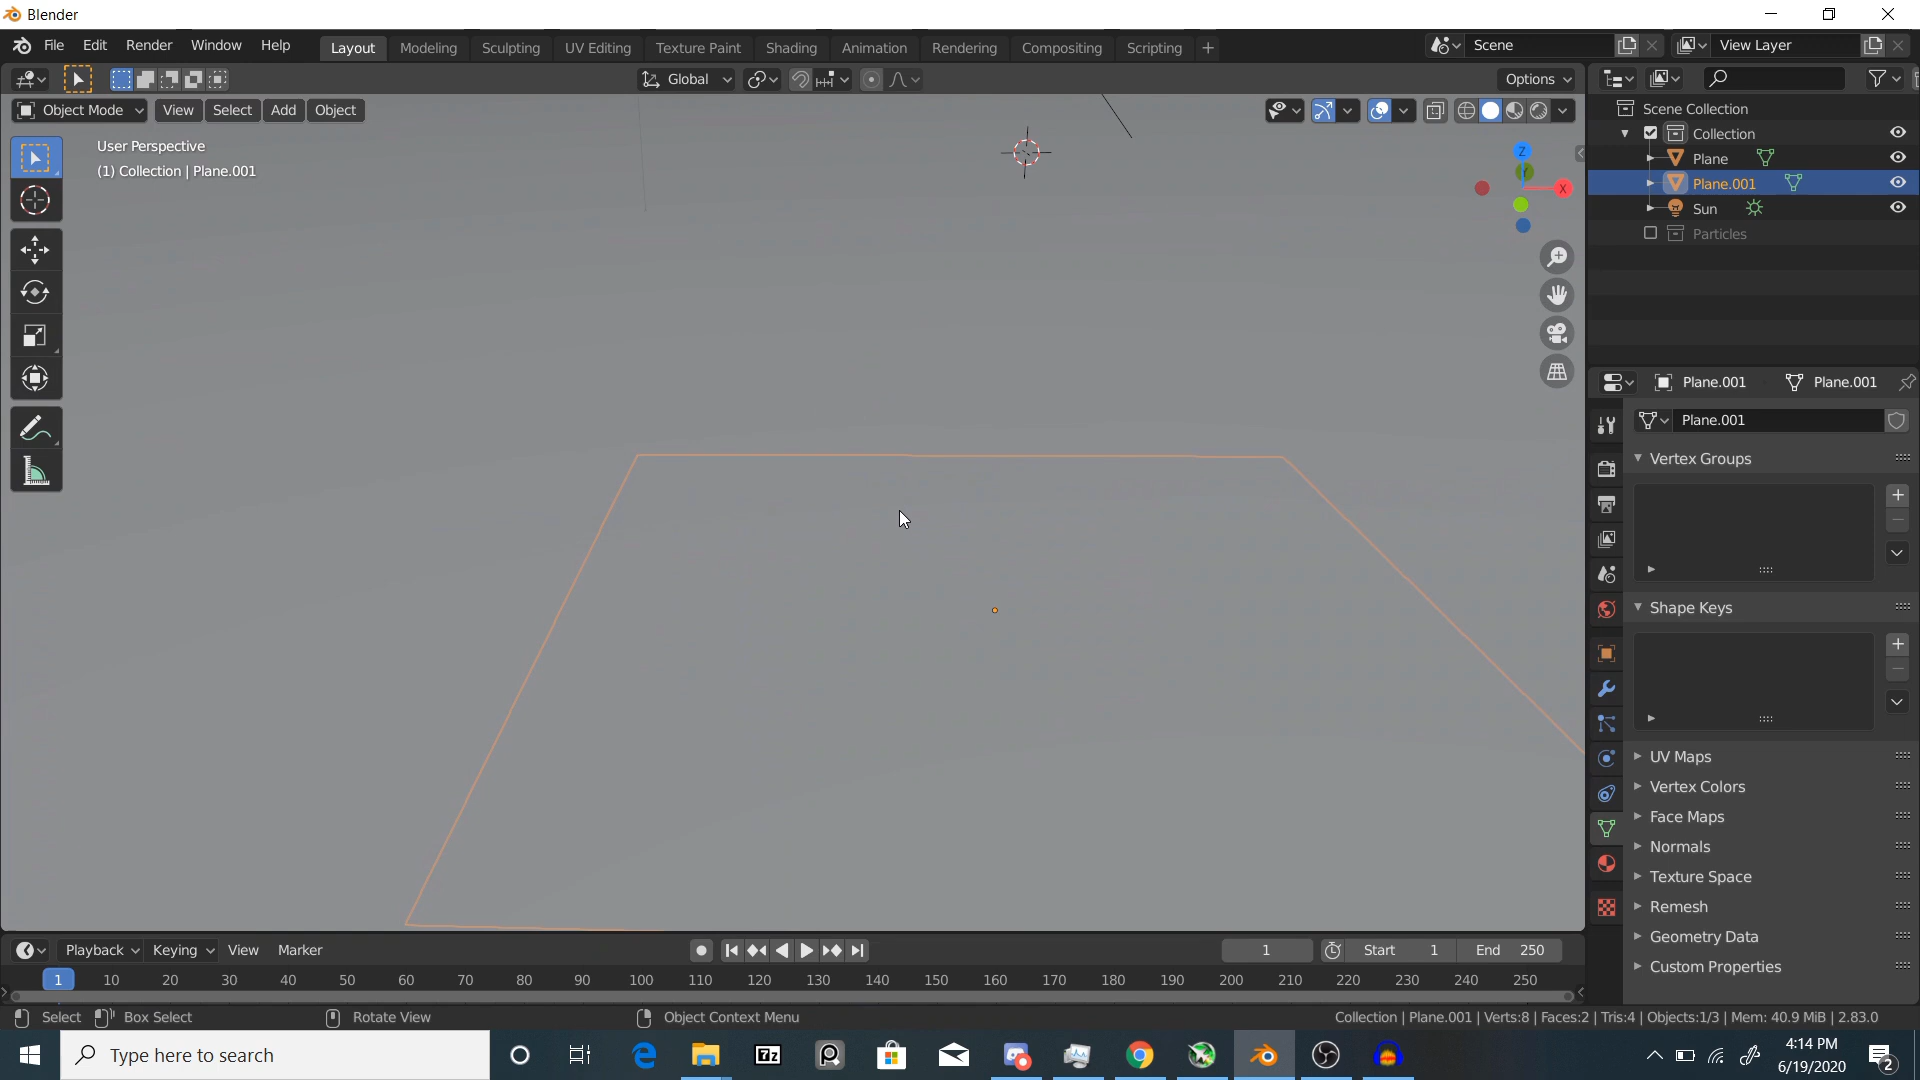 Blender
File Edit Render Window Help Layout Modeling Sculpting UV Editing Texture Paint Shading Animation Rendering Compositing Scripting + Scene View Layer
Global Options
Object Mode View Select Add Object
User Perspective
(1) Collection | Plane.001
Z
X
Scene Collection
Collection
Plane
Plane.001
Sun
Particles
Plane.001 Plane.001
Plane.001
Vertex Groups
Shape Keys
UV Maps
Vertex Colors
Face Maps
Normals
Texture Space
Remesh
Geometry Data
Custom Properties
Playback Keying View Marker 1 Start 1 End 250
1 10 20 30 40 50 60 70 80 90 100 110 120 130 140 150 160 170 180 190 200 210 220 230 240 250
Select Box Select Rotate View Object Context Menu Collection | Plane.001 | Verts:8 | Faces:2 | Tris:4 | Objects:1/3 | Mem: 40.9 MiB | 2.83.0
Type here to search
7z
4:14 PM
6/19/2020
2